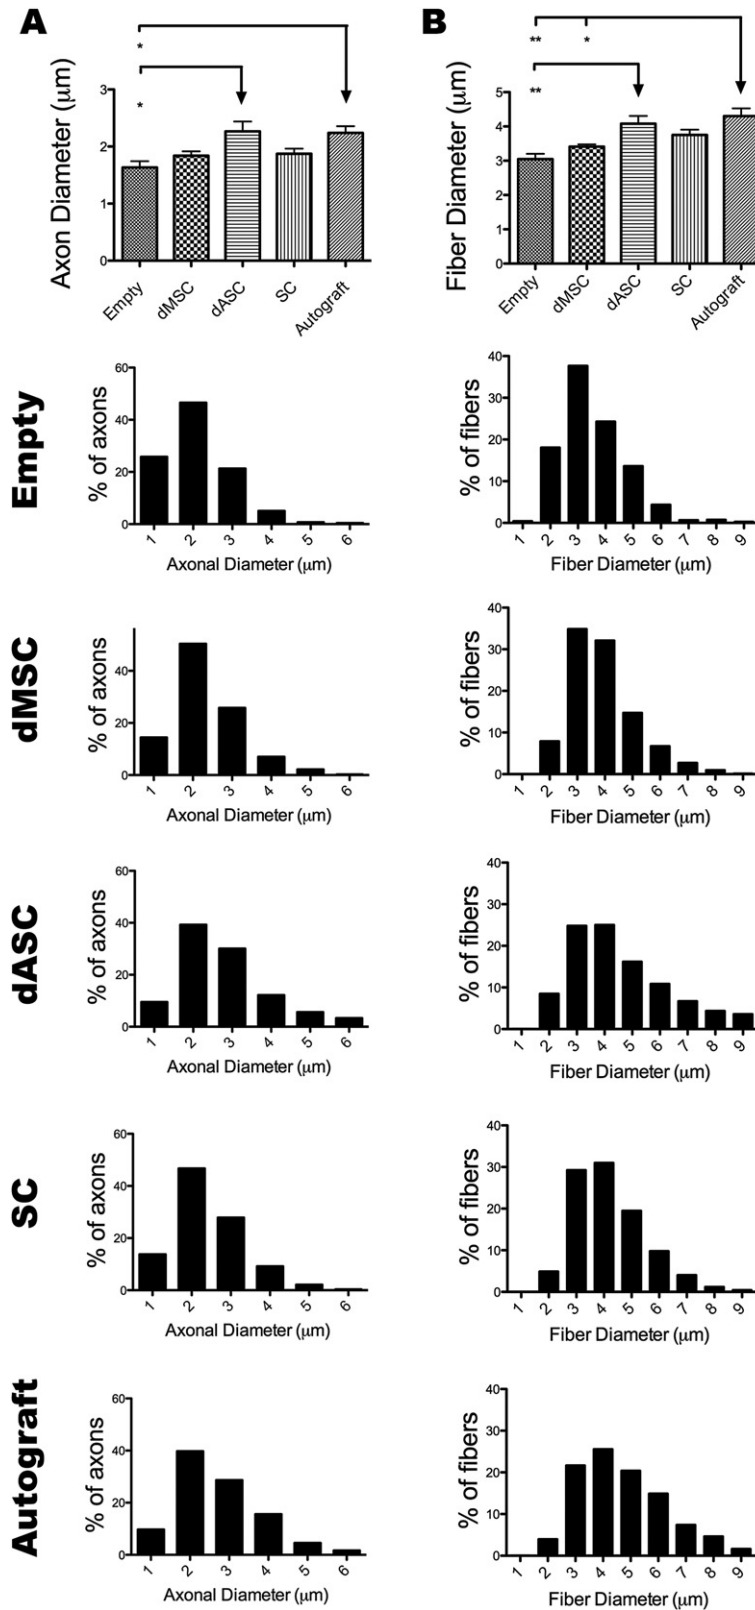 A
B
*
** *
*
**
Axon Diameter (μm)
3
2
1
0
Empty dMSC dASC SC Autograft
Fiber Diameter (μm)
5
4
3
2
1
0
Empty dMSC dASC SC Autograft
Empty
% of axons
60
40
20
0
1 2 3 4 5 6
Axonal Diameter (μm)
% of fibers
40
30
20
10
0
1 2 3 4 5 6 7 8 9
Fiber Diameter (μm)
dMSC
% of axons
40
20
0
1 2 3 4 5 6
Axonal Diameter (μm)
% of fibers
40
30
20
10
0
1 2 3 4 5 6 7 8 9
Fiber Diameter (μm)
dASC
% of axons
60
40
20
0
1 2 3 4 5 6
Axonal Diameter (μm)
% of fibers
40
30
20
10
0
1 2 3 4 5 6 7 8 9
Fiber Diameter (μm)
SC
% of axons
60
40
20
0
1 2 3 4 5 6
Axonal Diameter (μm)
% of fibers
40
30
20
10
0
1 2 3 4 5 6 7 8 9
Fiber Diameter (μm)
Autograft
% of axons
60
40
20
0
1 2 3 4 5 6
Axonal Diameter (μm)
% of fibers
40
30
20
10
0
1 2 3 4 5 6 7 8 9
Fiber Diameter (μm)